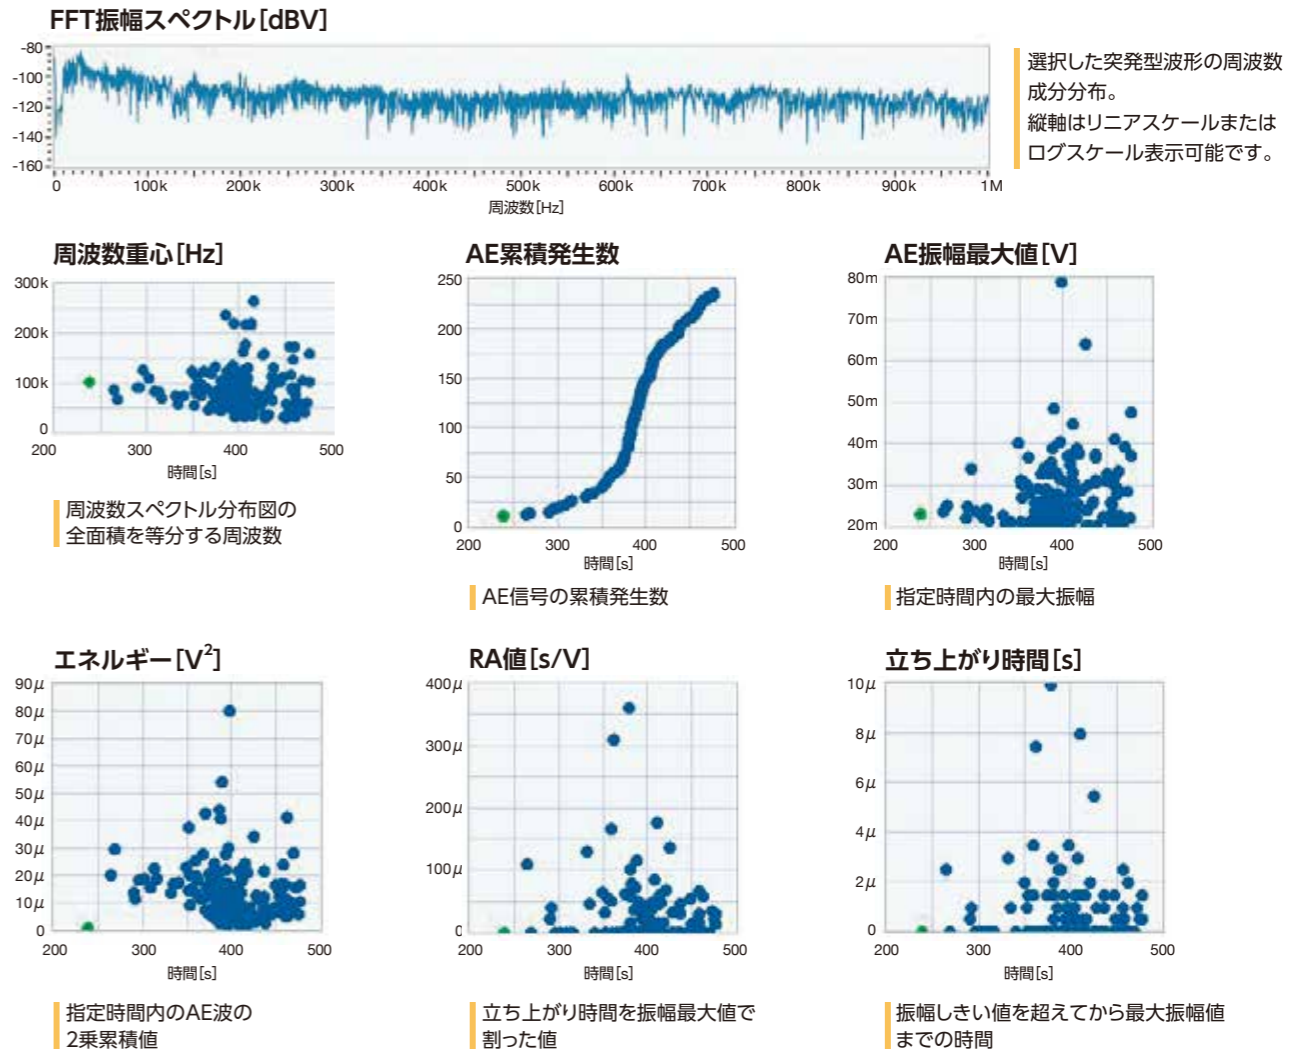 FFT振幅スペクトル[dBV]
-80
-100
-120
-140
-160
0 100k 200k 300k 400k 500k 600k 700k 800k 900k 1M
周波数[Hz]
選択した突発型波形の周波数
成分分布。
縦軸はリニアスケールまたは
ログスケール表示可能です。
周波数重心[Hz]
300k
200k
100k
0
200 300 400 500
時間[s]
周波数スペクトル分布図の
全面積を等分する周波数
AE累積発生数
250
200
150
100
50
0
200 300 400 500
時間[s]
AE信号の累積発生数
AE振幅最大値[V]
80m
70m
60m
50m
40m
30m
20m
200 300 400 500
時間[s]
指定時間内の最大振幅
エネルギー[V²]
90μ
80μ
70μ
60μ
50μ
40μ
30μ
20μ
10μ
0
200 300 400 500
時間[s]
指定時間内のAE波の
2乗累積値
RA値[s/V]
400μ
300μ
200μ
100μ
0
200 300 400 500
時間[s]
立ち上がり時間を振幅最大値で
割った値
立ち上がり時間[s]
10μ
8μ
6μ
4μ
2μ
0
200 300 400 500
時間[s]
振幅しきい値を超えてから最大振幅値
までの時間